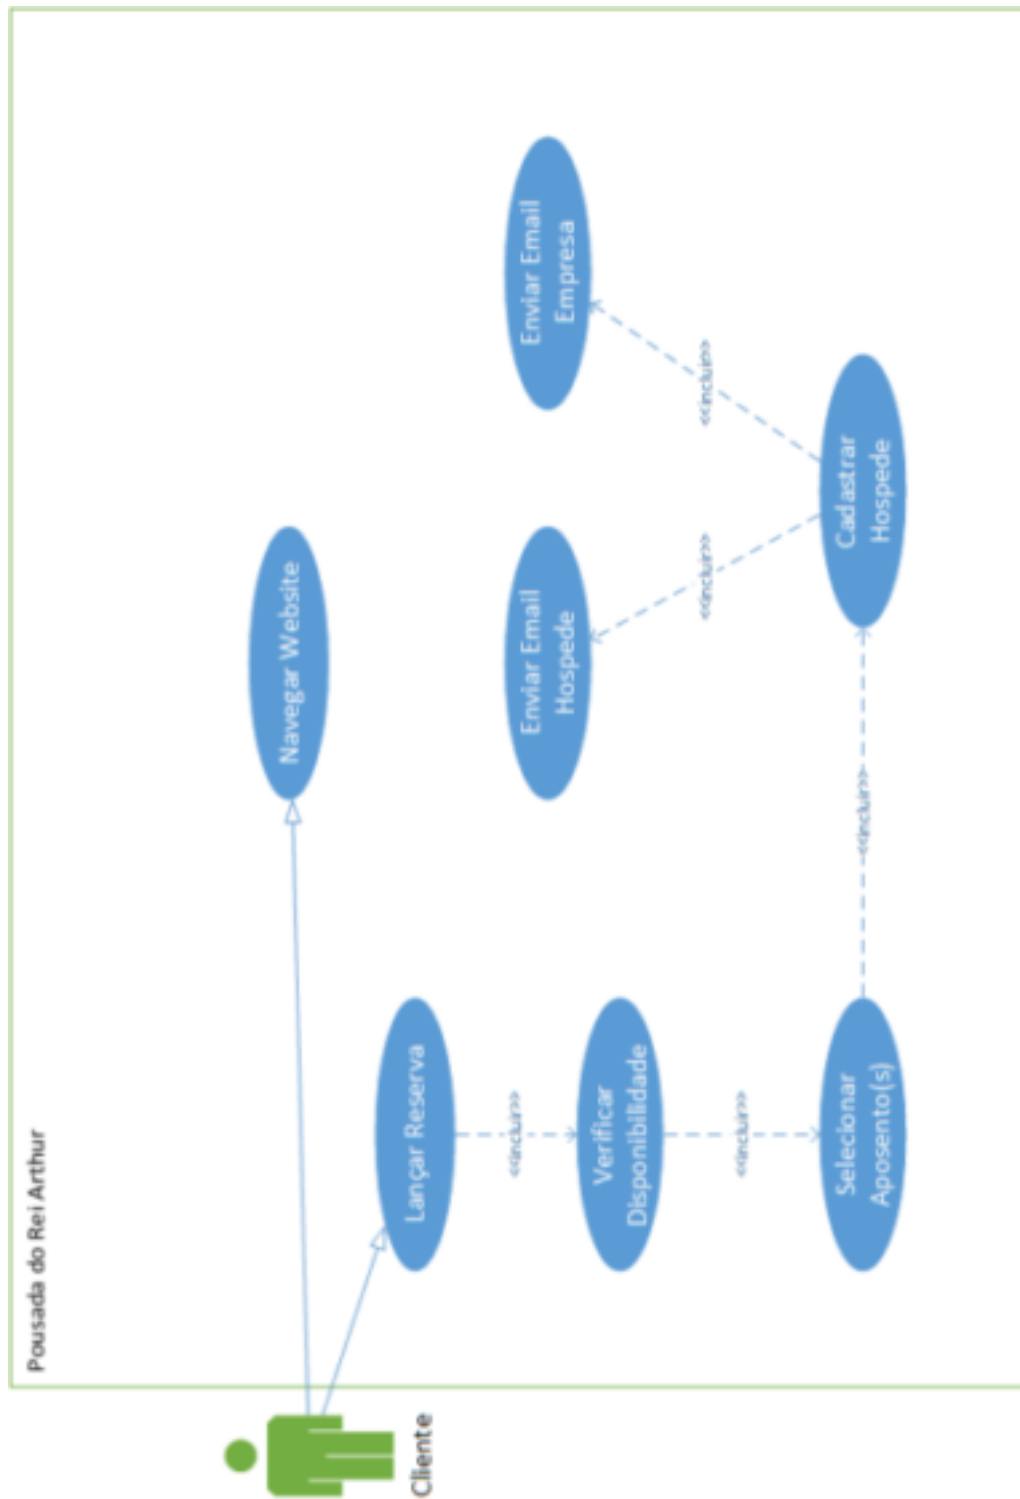 Pousada do Rei Arthur
Cliente
Navegar Website
Lançar Reserva
<<incluir>>
Verificar
Disponibilidade
<<incluir>>
Selecionar
Aposento(s)
<<incluir>>
Cadastrar
Hospede
<<incluir>>
Enviar Email
Hospede
<<incluir>>
Enviar Email
Empresa